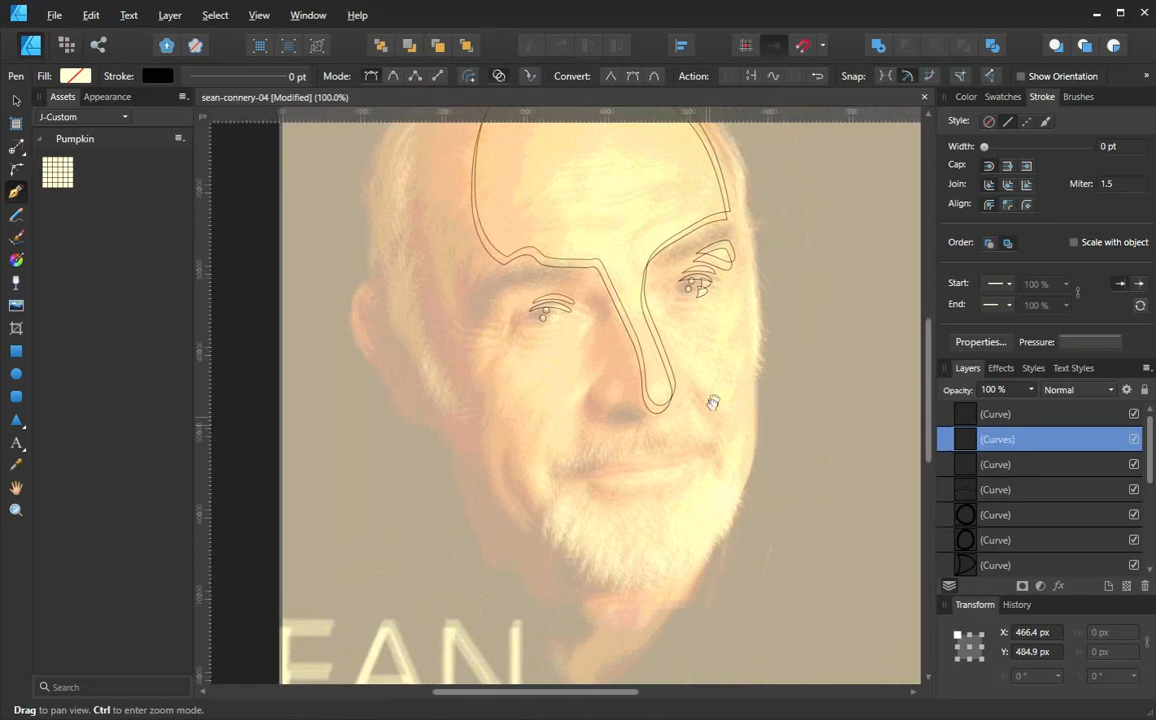 File Edit Text Layer Select View Window Help
Pen Fill: Stroke: 0 pt Mode: Convert: Action: Snap: Show Orientation »
Assets Appearance
J-Custom
Pumpkin
sean-connery-04 [Modified] (100.0%)
px
EAN
Search
Color Swatches Stroke Brushes
Style:
Width: 0 pt
Cap:
Join: Miter: 1.5
Align:
Order: Scale with object
Start: 100 %
End: 100 %
Properties... Pressure:
Layers Effects Styles Text Styles
Opacity: 100 % Normal
(Curve)
(Curves)
(Curve)
(Curve)
(Curve)
(Curve)
(Curve)
Transform History
X: 466.4 px W: 0 px
Y: 484.9 px H: 0 px
0 ° 0 °
Drag to pan view. Ctrl to enter zoom mode.